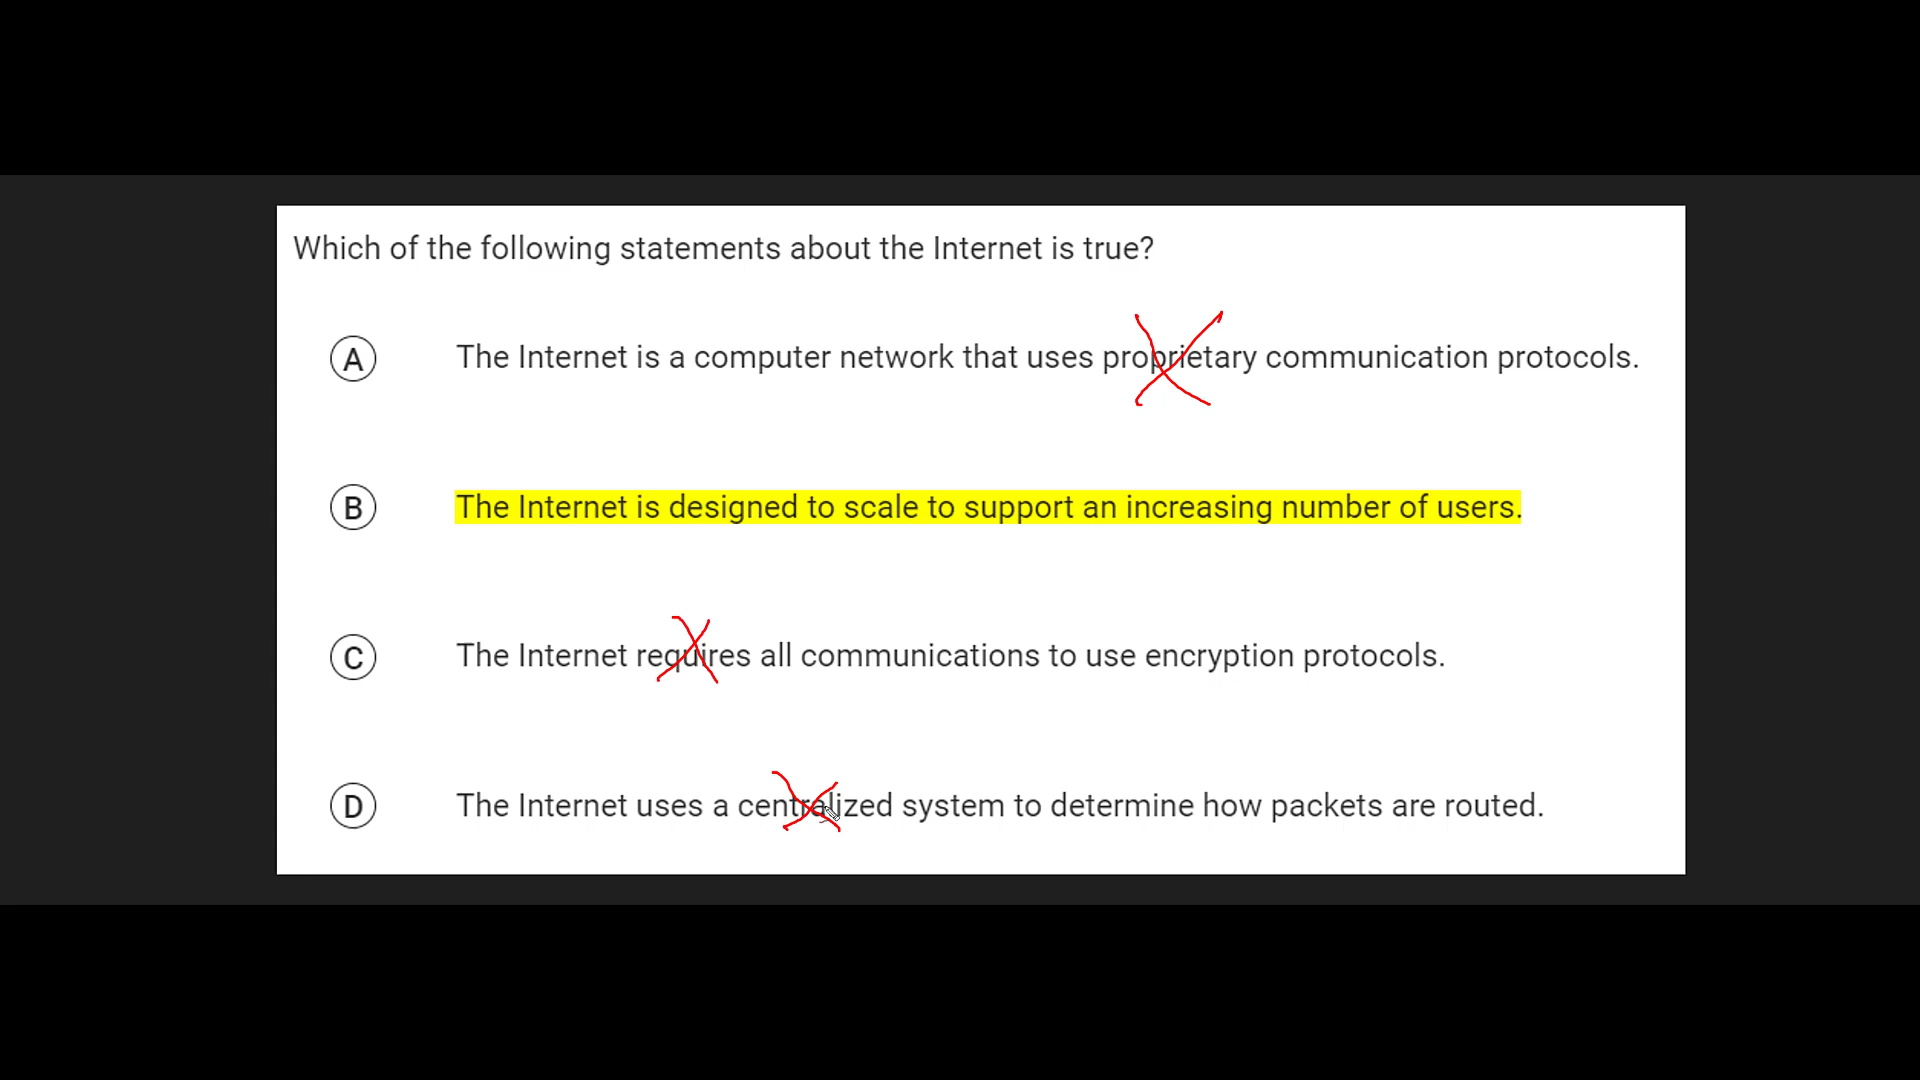 Which of the following statements about the Internet is true?
A The Internet is a computer network that uses proprietary communication protocols.
B The Internet is designed to scale to support an increasing number of users.
C The Internet requires all communications to use encryption protocols.
D The Internet uses a centralized system to determine how packets are routed.